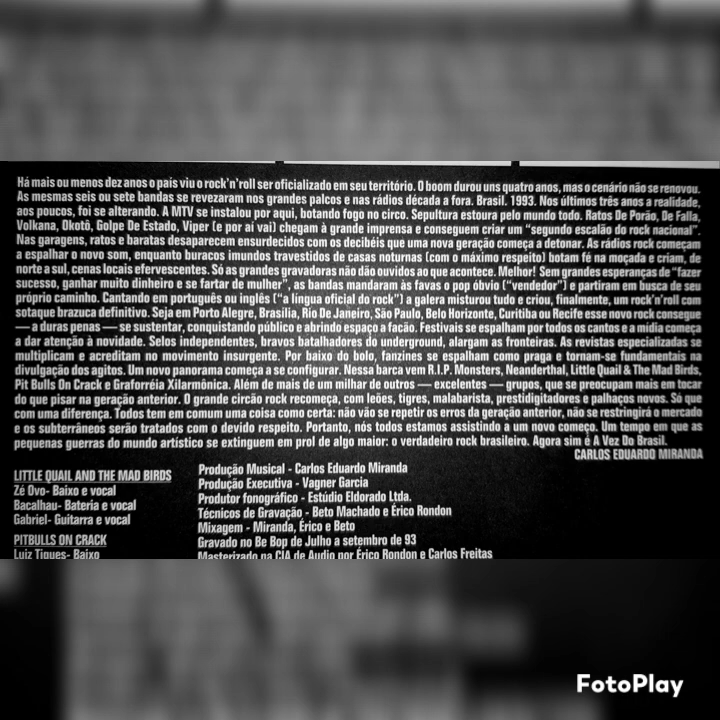 Há mais ou menos dez anos o país viu o rock'n'roll ser oficializado em seu território. O boom durou uns quatro anos, mas o cenário não se renovou.
As mesmas seis ou sete bandas se revezaram nos grandes palcos e nas rádios década a fora. Brasil. 1993. Nos últimos três anos a realidade,
aos poucos, foi se alterando. A MTV se instalou por aqui, botando fogo no circo. Sepultura estoura pelo mundo todo. Ratos De Porão, De Falla,
Volkana, Okotô, Golpe De Estado, Viper (e por aí vai) chegam à grande imprensa e conseguem criar um “segundo escalão do rock nacional”.
Nas garagens, ratos e baratas desaparecem ensurdecidos com os decibéis que uma nova geração começa a detonar. As rádios rock começam
a espalhar o novo som, enquanto buracos imundos travestidos de casas noturnas (com o máximo respeito) botam fé na moçada e criam, de
norte a sul, cenas locais efervescentes. Só as grandes gravadoras não dão ouvidos ao que acontece. Melhor! Sem grandes esperanças de “fazer
sucesso, ganhar muito dinheiro e se fartar de mulher”, as bandas mandaram às favas o pop óbvio (“vendedor”) e partiram em busca de seu
próprio caminho. Cantando em português ou inglês (“a língua oficial do rock”) a galera misturou tudo e criou, finalmente, um rock'n'roll com
sotaque brazuca definitivo. Seja em Porto Alegre, Brasília, Rio De Janeiro, São Paulo, Belo Horizonte, Curitiba ou Recife esse novo rock consegue
— a duras penas — se sustentar, conquistando público e abrindo espaço a facão. Festivais se espalham por todos os cantos e a mídia começa
a dar atenção à novidade. Selos independentes, bravos batalhadores do underground, alargam as fronteiras. As revistas especializadas se
multiplicam e acreditam no movimento insurgente. Por baixo do bolo, fanzines se espalham como praga e tornam-se fundamentais na
divulgação dos agitos. Um novo panorama começa a se configurar. Nessa barca vem R.I.P. Monsters, Neanderthal, Little Quail & The Mad Birds,
Pit Bulls On Crack e Graforréia Xilarmônica. Além de mais de um milhar de outros — excelentes — grupos, que se preocupam mais em tocar
do que pisar na geração anterior. O grande circão rock recomeça, com leões, tigres, malabarista, prestidigitadores e palhaços novos. Só que
com uma diferença. Todos tem em comum uma coisa como certa: não vão se repetir os erros da geração anterior, não se restringirá o mercado
e os subterrâneos serão tratados com o devido respeito. Portanto, nós todos estamos assistindo a um novo começo. Um tempo em que as
pequenas guerras do mundo artístico se extinguem em prol de algo maior: o verdadeiro rock brasileiro. Agora sim é A Vez Do Brasil.
CARLOS EDUARDO MIRANDA
LITTLE QUAIL AND THE MAD BIRDS
Zé Ovo- Baixo e vocal
Bacalhau- Bateria e vocal
Gabriel- Guitarra e vocal
PITBULLS ON CRACK
Luiz Tigues- Baixo
Produção Musical - Carlos Eduardo Miranda
Produção Executiva - Vagner Garcia
Produtor fonográfico - Estúdio Eldorado Ltda.
Técnicos de Gravação - Beto Machado e Érico Rondon
Mixagem - Miranda, Érico e Beto
Gravado no Be Bop de Julho a setembro de 93
Masterizado na CIA de Audio por Érico Rondon e Carlos Freitas
FotoPlay